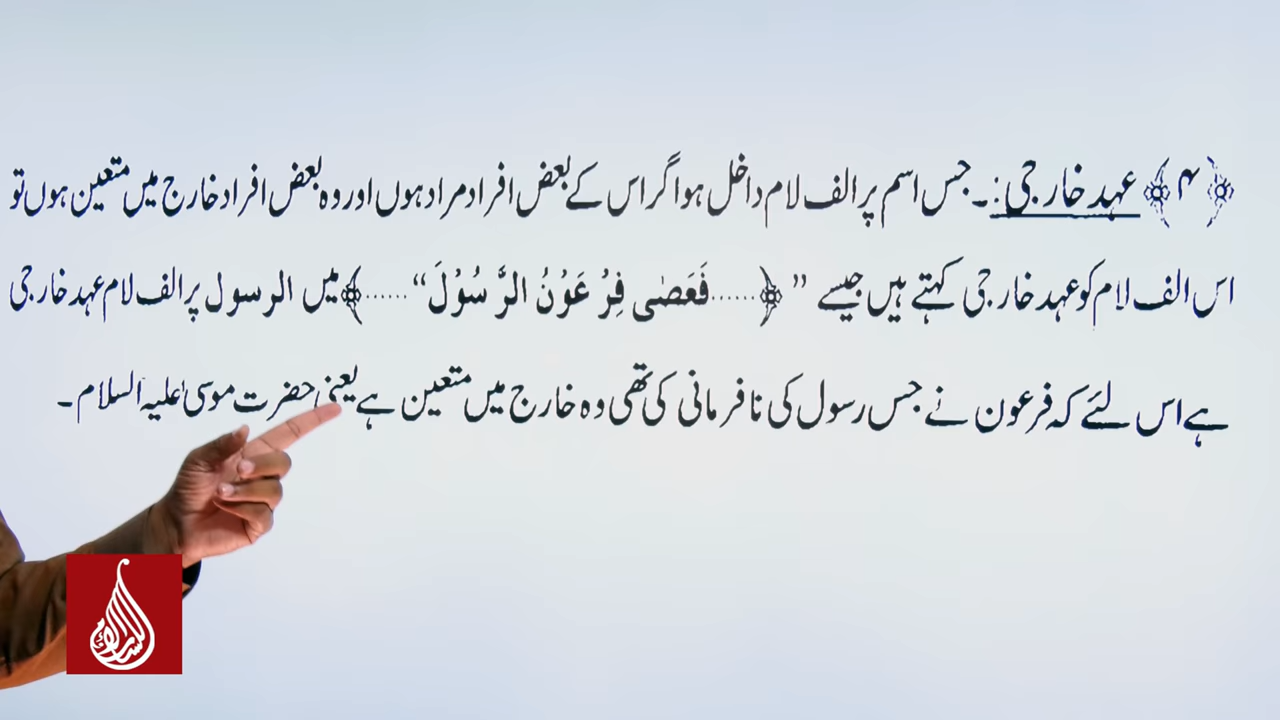 ﴿۴﴾ عہد خارجی:۔ جس اسم پر الف لام داخل ہو اگر اس کے بعض افراد مراد ہوں اور وہ بعض افراد خارج میں متعین ہوں تو
اس الف لام کو عہد خارجی کہتے ہیں جیسے ”﴿......فَعَصٰى فِرْعَوْنُ الرَّسُوْلَ“......﴾ میں الرسول پر الف لام عہد خارجی
ہے اس لئے کہ فرعون نے جس رسول کی نافرمانی کی تھی وہ خارج میں متعین ہے یعنی حضرت موسیٰ علیہ السلام۔